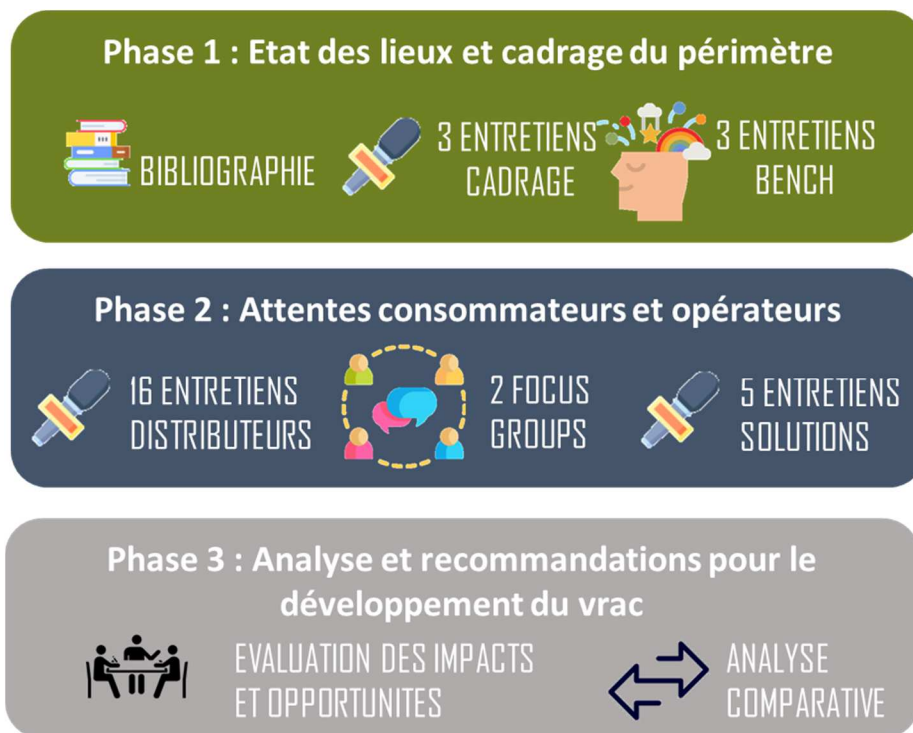 Phase 1 : Etat des lieux et cadrage du périmètre
BIBLIOGRAPHIE
3 ENTRETIENS
CADRAGE
3 ENTRETIENS
BENCH
Phase 2 : Attentes consommateurs et opérateurs
16 ENTRETIENS
DISTRIBUTEURS
2 FOCUS
GROUPS
5 ENTRETIENS
SOLUTIONS
Phase 3 : Analyse et recommandations pour le
développement du vrac
EVALUATION DES IMPACTS
ET OPPORTUNITES
ANALYSE
COMPARATIVE